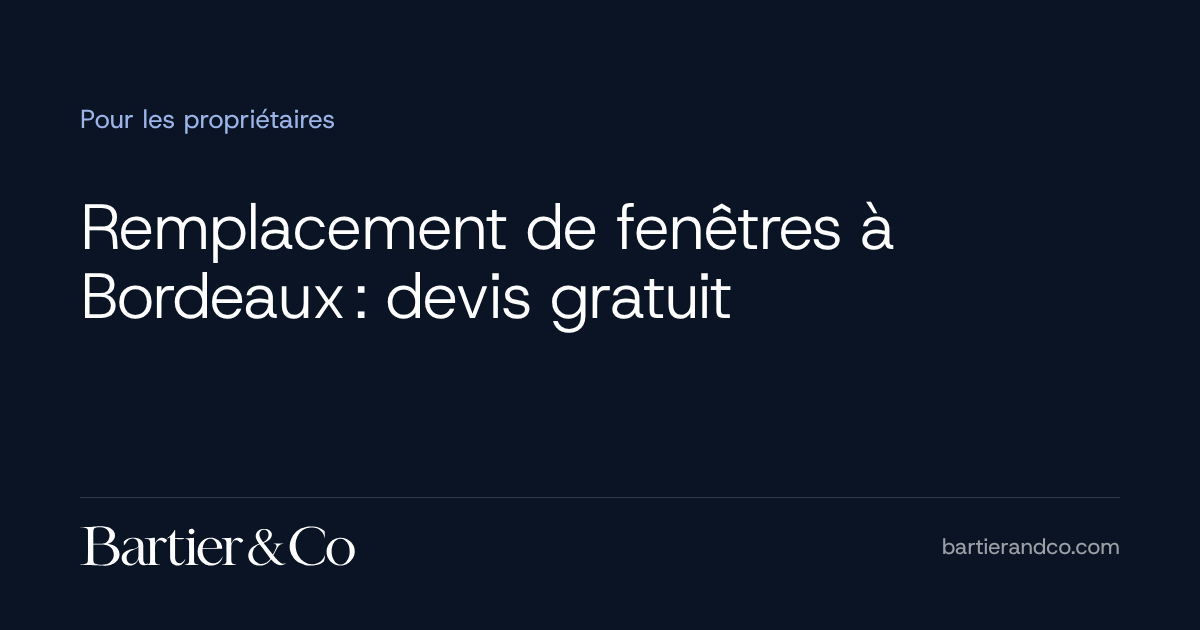 Pour les propriétaires
Remplacement de fenêtres à
Bordeaux : devis gratuit
Bartier & Co
bartierandco.com